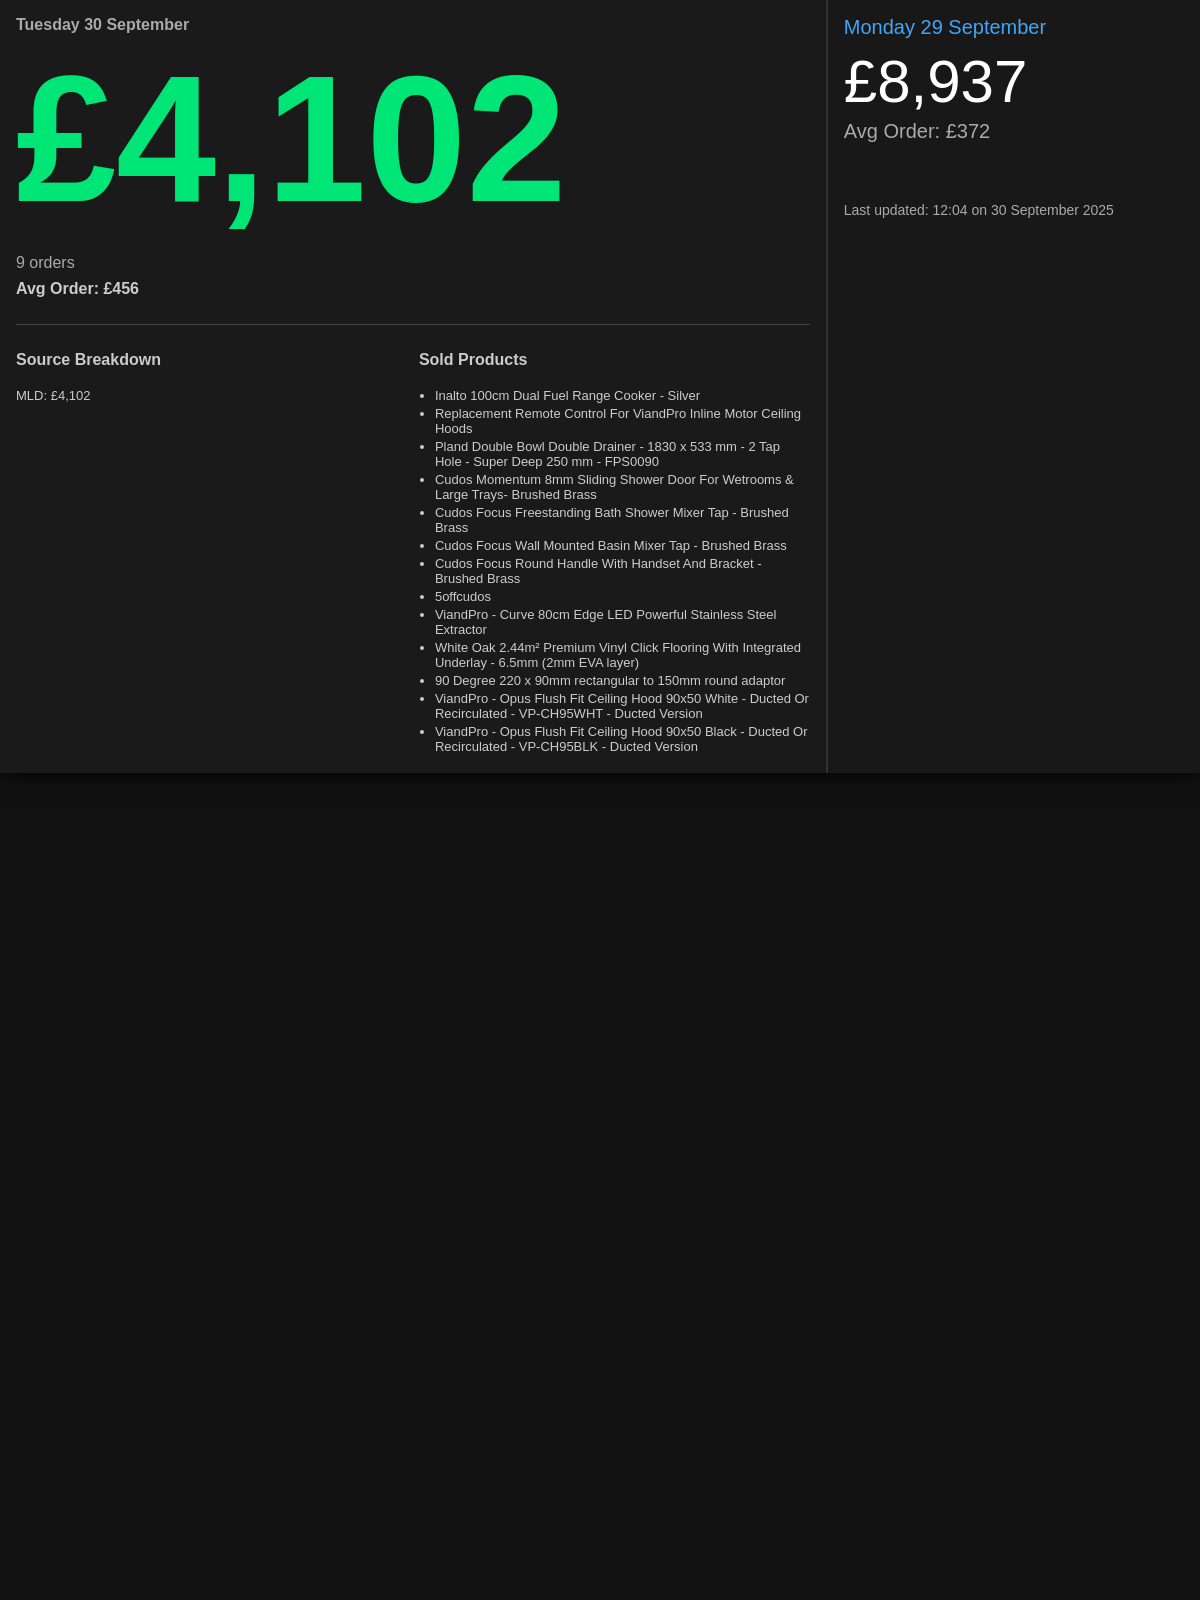 Tuesday 30 September
£4,102
9 orders
Avg Order: £456
Source Breakdown
MLD: £4,102
Sold Products
• Inalto 100cm Dual Fuel Range Cooker - Silver
• Replacement Remote Control For ViandPro Inline Motor Ceiling
Hoods
• Pland Double Bowl Double Drainer - 1830 x 533 mm - 2 Tap
Hole - Super Deep 250 mm - FPS0090
• Cudos Momentum 8mm Sliding Shower Door For Wetrooms &
Large Trays- Brushed Brass
• Cudos Focus Freestanding Bath Shower Mixer Tap - Brushed
Brass
• Cudos Focus Wall Mounted Basin Mixer Tap - Brushed Brass
• Cudos Focus Round Handle With Handset And Bracket -
Brushed Brass
• 5offcudos
• ViandPro - Curve 80cm Edge LED Powerful Stainless Steel
Extractor
• White Oak 2.44m² Premium Vinyl Click Flooring With Integrated
Underlay - 6.5mm (2mm EVA layer)
• 90 Degree 220 x 90mm rectangular to 150mm round adaptor
• ViandPro - Opus Flush Fit Ceiling Hood 90x50 White - Ducted Or
Recirculated - VP-CH95WHT - Ducted Version
• ViandPro - Opus Flush Fit Ceiling Hood 90x50 Black - Ducted Or
Recirculated - VP-CH95BLK - Ducted Version
Monday 29 September
£8,937
Avg Order: £372
Last updated: 12:04 on 30 September 2025